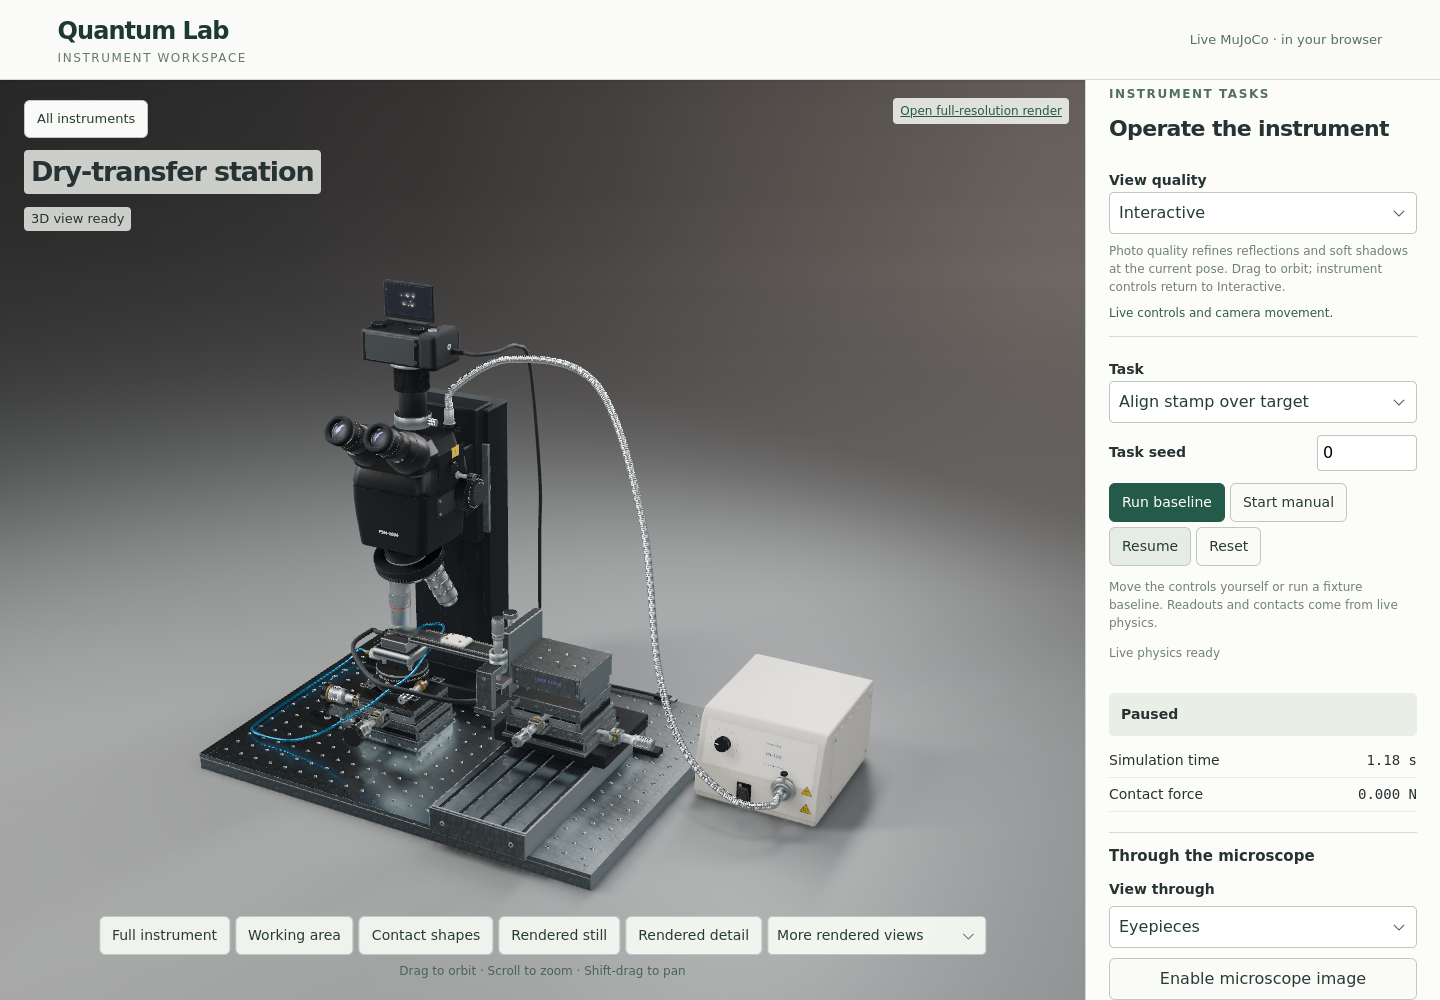 Quantum Lab
INSTRUMENT WORKSPACE
Live MuJoCo · in your browser
All instruments
Open full-resolution render
Dry-transfer station
3D view ready
Full instrument
Working area
Contact shapes
Rendered still
Rendered detail
More rendered views
Drag to orbit · Scroll to zoom · Shift-drag to pan
INSTRUMENT TASKS
Operate the instrument
View quality
Interactive
Photo quality refines reflections and soft shadows
at the current pose. Drag to orbit; instrument
controls return to Interactive.
Live controls and camera movement.
Task
Align stamp over target
Task seed
0
Run baseline
Start manual
Resume
Reset
Move the controls yourself or run a fixture
baseline. Readouts and contacts come from live
physics.
Live physics ready
Paused
Simulation time
1.18 s
Contact force
0.000 N
Through the microscope
View through
Eyepieces
Enable microscope image